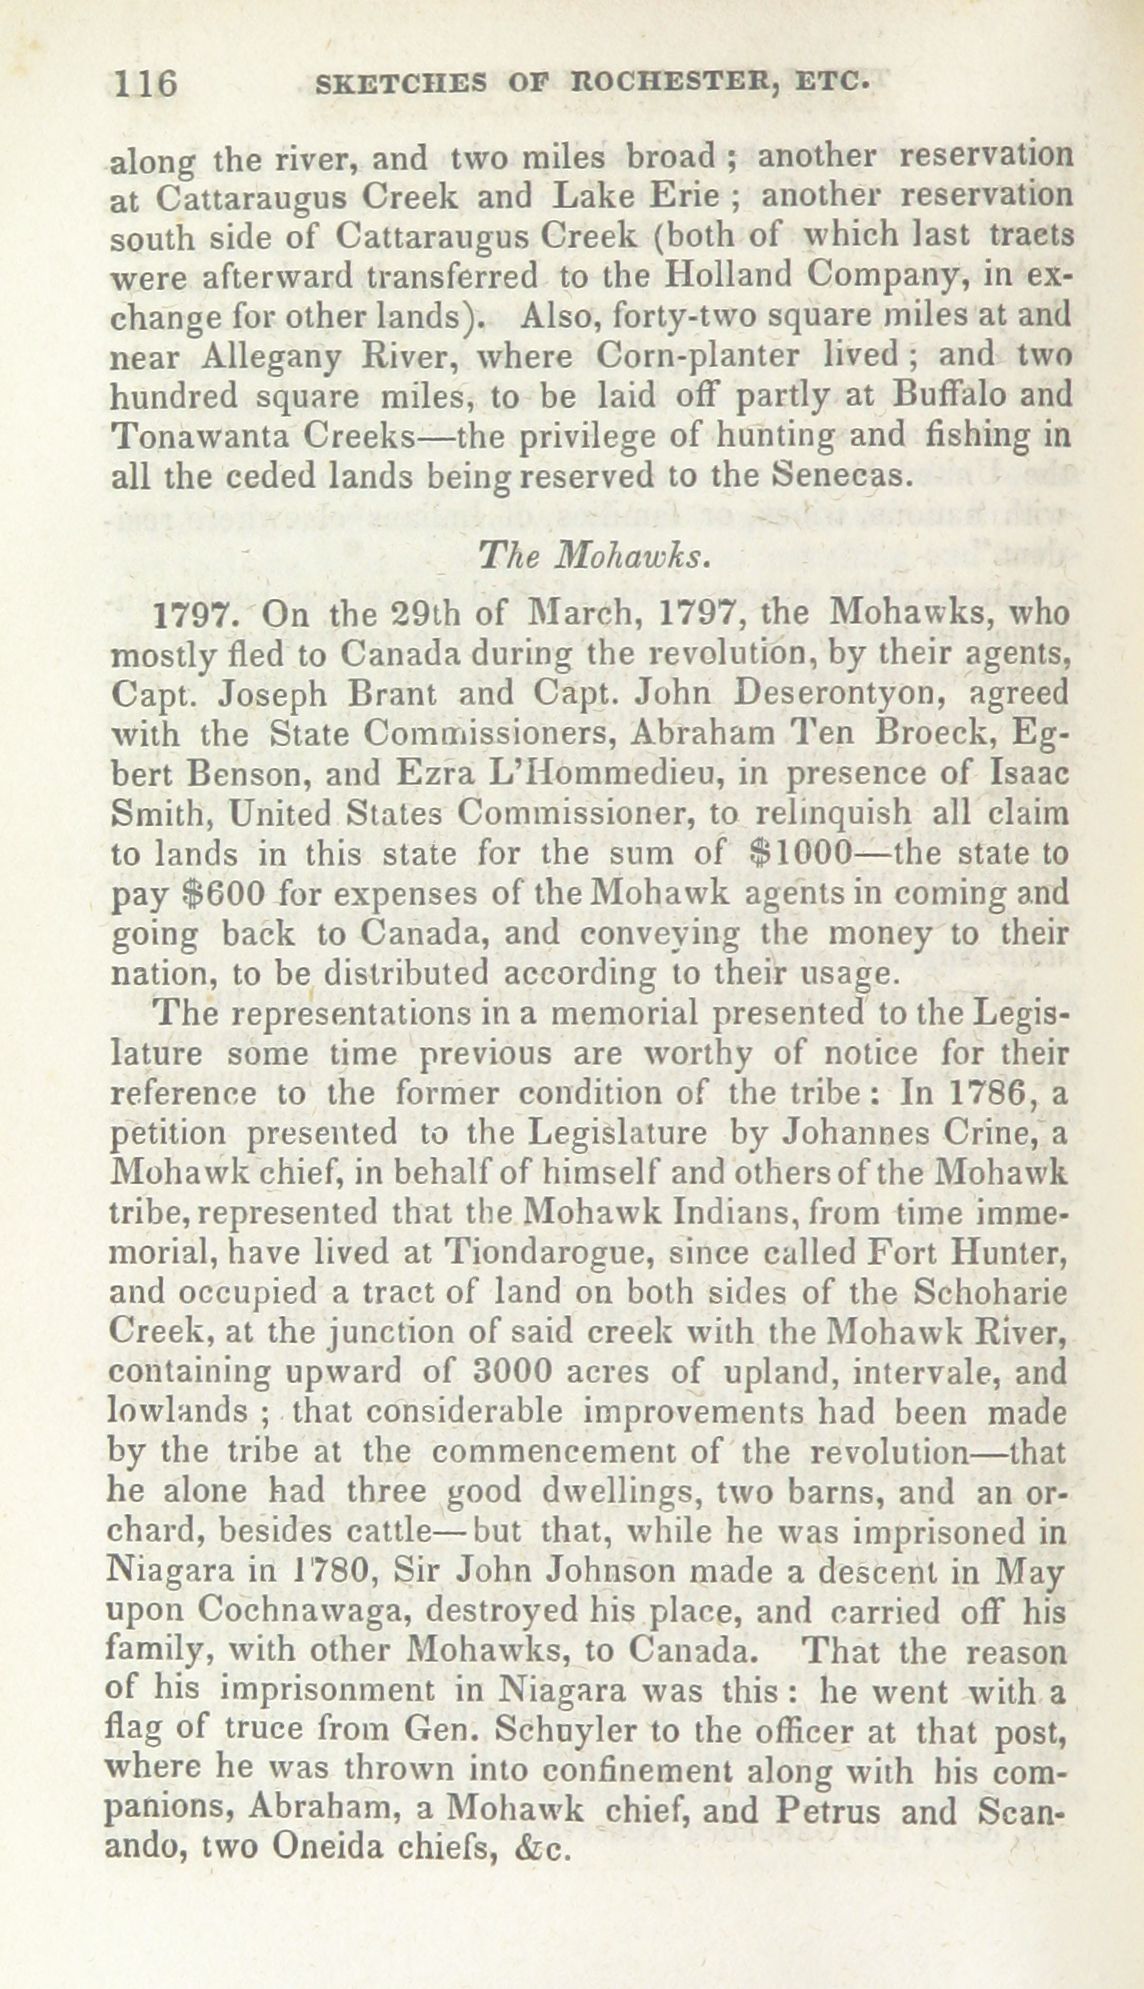 116 SKETCHES OF ROCHESTER, ETC.
along the river, and two miles broad ; another reservation
at Cattaraugus Creek and Lake Erie ; another reservation
south side of Cattaraugus Creek (both of which last tracts
were afterward transferred to the Holland Company, in ex-
change for other lands). Also, forty-two square miles at and
near Allegany River, where Corn-planter lived ; and two
hundred square miles, to be laid off partly at Buffalo and
Tonawanta Creeks—the privilege of hunting and fishing in
all the ceded lands being reserved to the Senecas.
The Mohawks.
1797. On the 29th of March, 1797, the Mohawks, who
mostly fled to Canada during the revolution, by their agents,
Capt. Joseph Brant and Capt. John Deserontyon, agreed
with the State Commissioners, Abraham Ten Broeck, Eg-
bert Benson, and Ezra L'Hommedieu, in presence of Isaac
Smith, United States Commissioner, to relinquish all claim
to lands in this state for the sum of $1000—the state to
pay $600 for expenses of the Mohawk agents in coming and
going back to Canada, and conveying the money to their
nation, to be distributed according to their usage.
The representations in a memorial presented to the Legis-
lature some time previous are worthy of notice for their
reference to the former condition of the tribe : In 1786, a
petition presented to the Legislature by Johannes Crine, a
Mohawk chief, in behalf of himself and others of the Mohawk
tribe, represented that the Mohawk Indians, from time imme-
morial, have lived at Tiondarogue, since called Fort Hunter,
and occupied a tract of land on both sides of the Schoharie
Creek, at the junction of said creek with the Mohawk River,
containing upward of 3000 acres of upland, intervale, and
lowlands ; that considerable improvements had been made
by the tribe at the commencement of the revolution—that
he alone had three good dwellings, two barns, and an or-
chard, besides cattle—but that, while he was imprisoned in
Niagara in 1780, Sir John Johnson made a descent in May
upon Cochnawaga, destroyed his place, and carried off his
family, with other Mohawks, to Canada. That the reason
of his imprisonment in Niagara was this : he went with a
flag of truce from Gen. Schuyler to the officer at that post,
where he was thrown into confinement along with his com-
panions, Abraham, a Mohawk chief, and Petrus and Scan-
ando, two Oneida chiefs, &c.